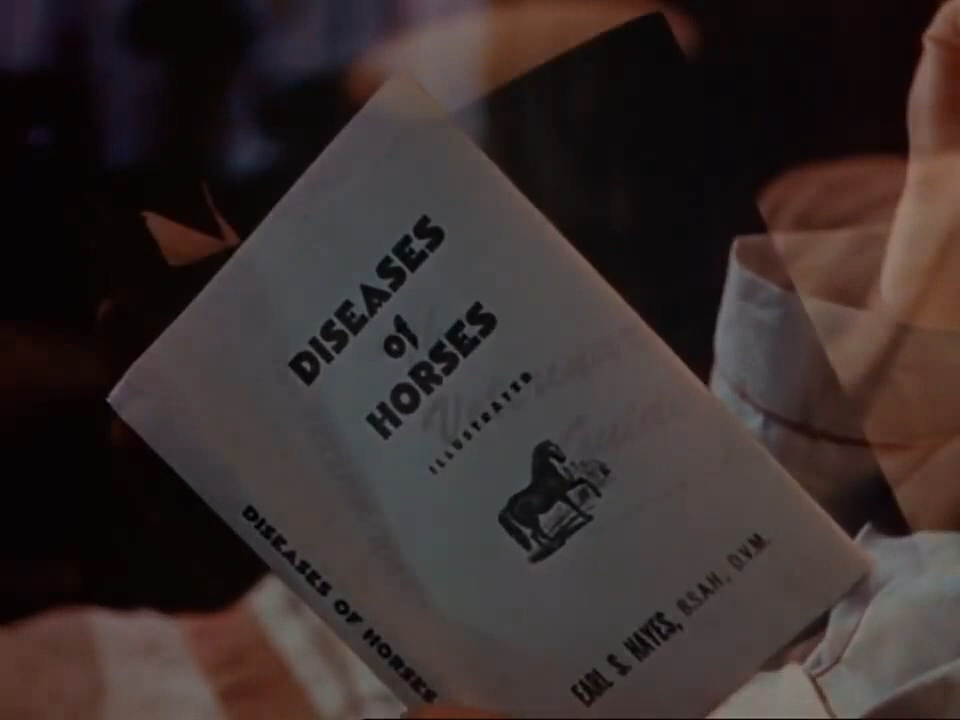 DISEASES
of
HORSES
ILLUSTRATED
EARL S. HAYES, B.S.A.H., D.V.M.
DISEASES OF HORSES